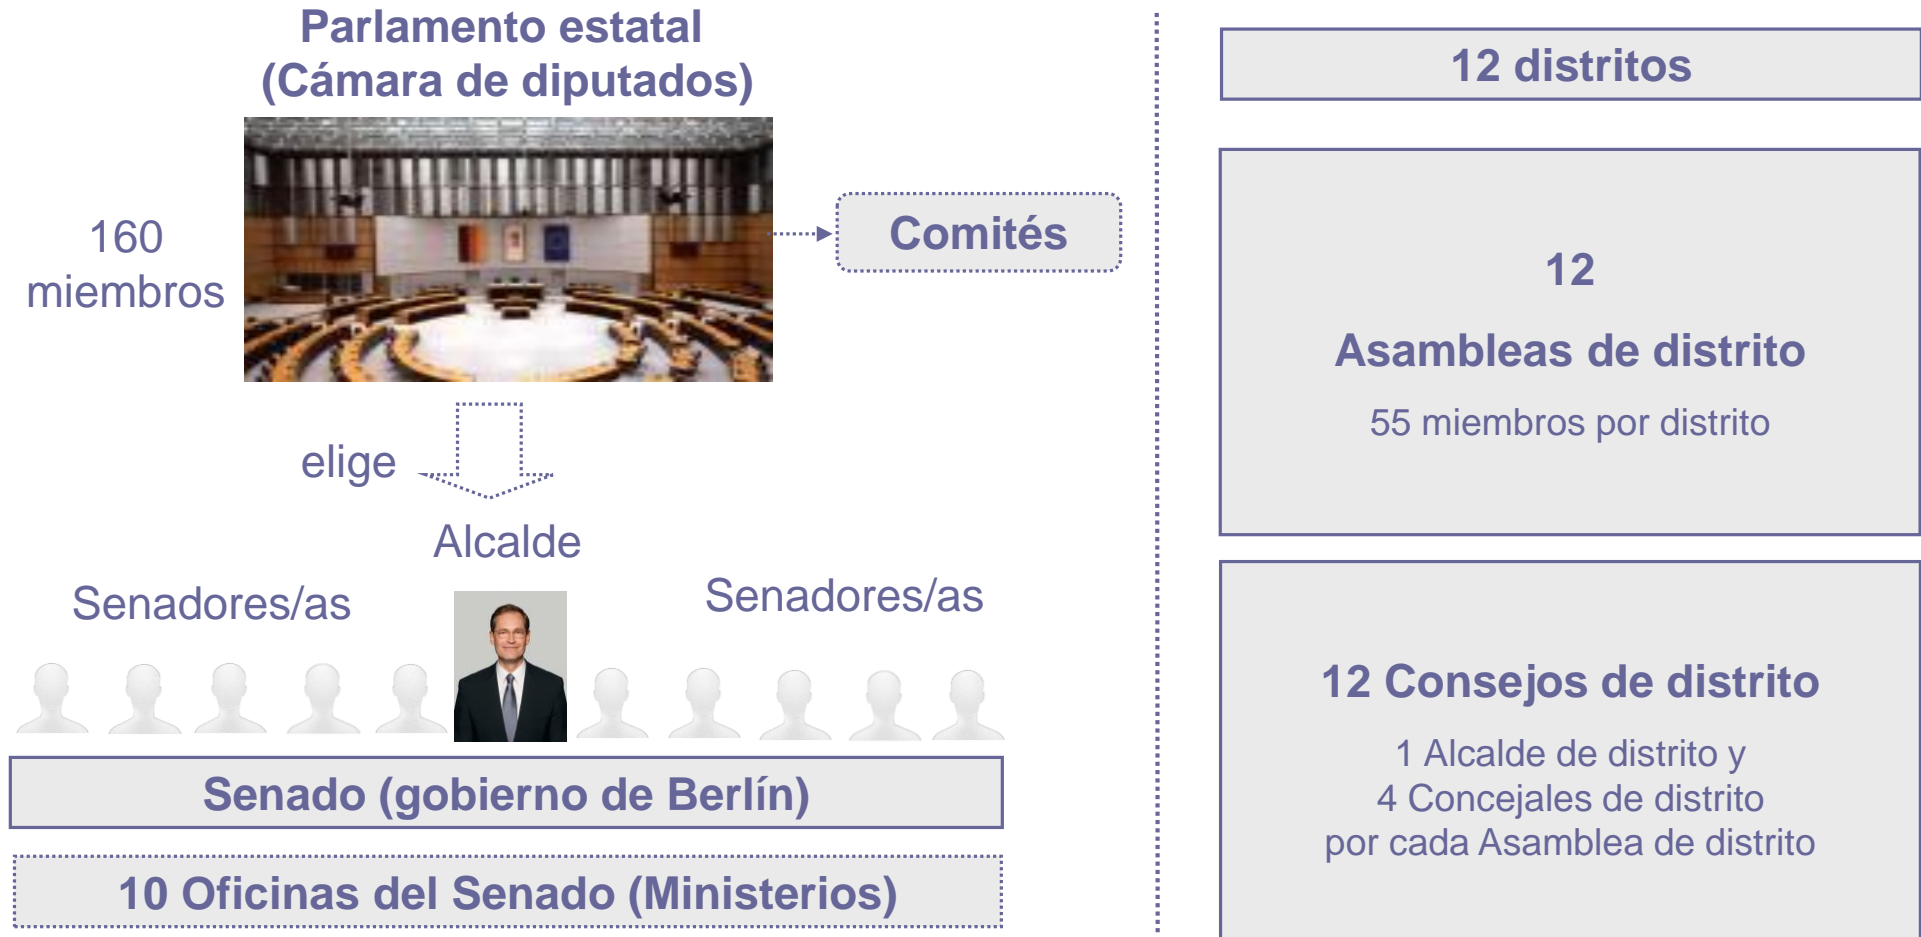 Parlamento estatal
(Cámara de diputados)
160
miembros
Comités
elige
Alcalde
Senadores/as
Senadores/as
Senado (gobierno de Berlín)
10 Oficinas del Senado (Ministerios)
12 distritos
12
Asambleas de distrito
55 miembros por distrito
12 Consejos de distrito
1 Alcalde de distrito y
4 Concejales de distrito
por cada Asamblea de distrito